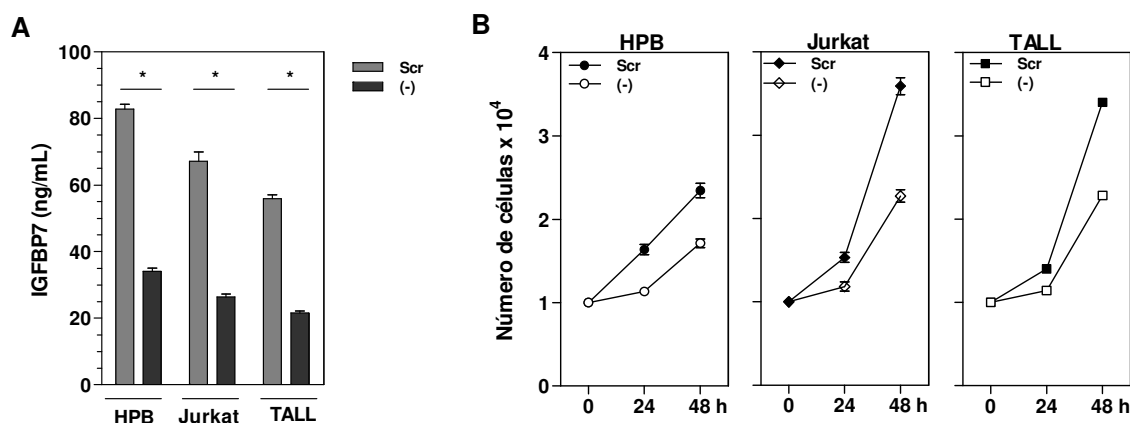 A
IGFBP7 (ng/mL)
100
80
60
40
20
0
* * *
HPB Jurkat TALL
Scr
(-)
B
Número de células x 10⁴
4
3
2
1
0
HPB
Scr
(-)
0 24 48 h
Jurkat
Scr
(-)
0 24 48 h
TALL
Scr
(-)
0 24 48 h